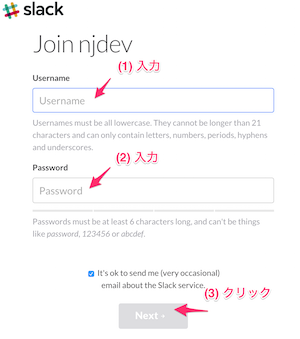 slack
Join njdev
(1) 入力
Username
Username
Usernames must be all lowercase. They cannot be longer than 21
characters and can only contain letters, numbers, periods, hyphens
and underscores.
(2) 入力
Password
Password
Passwords must be at least 6 characters long, and can't be things
like password, 123456 or abcdef.
It's ok to send me (very occasional)
email about the Slack service.
(3) クリック
Next